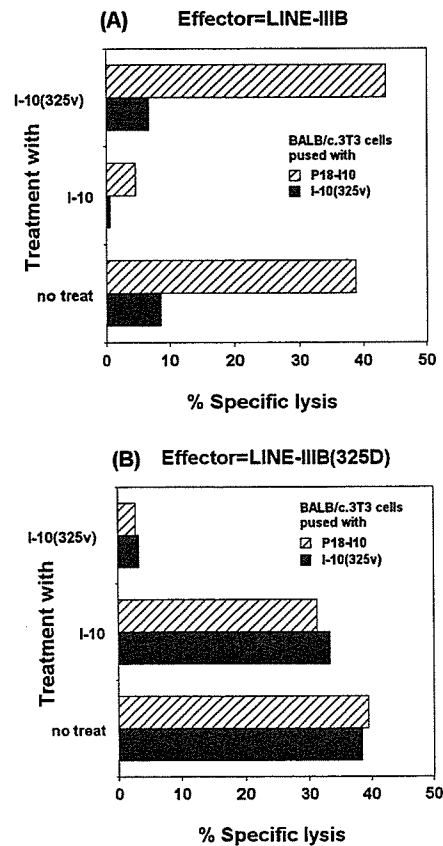 (A) Effector=LINE-IIIB
Treatment with
I-10(325v)
I-10
no treat
BALB/c.3T3 cells
pused with
P18-I10
I-10(325v)
0 10 20 30 40 50
% Specific lysis
(B) Effector=LINE-IIIB(325D)
Treatment with
I-10(325v)
I-10
no treat
BALB/c.3T3 cells
pused with
P18-I10
I-10(325v)
0 10 20 30 40 50
% Specific lysis